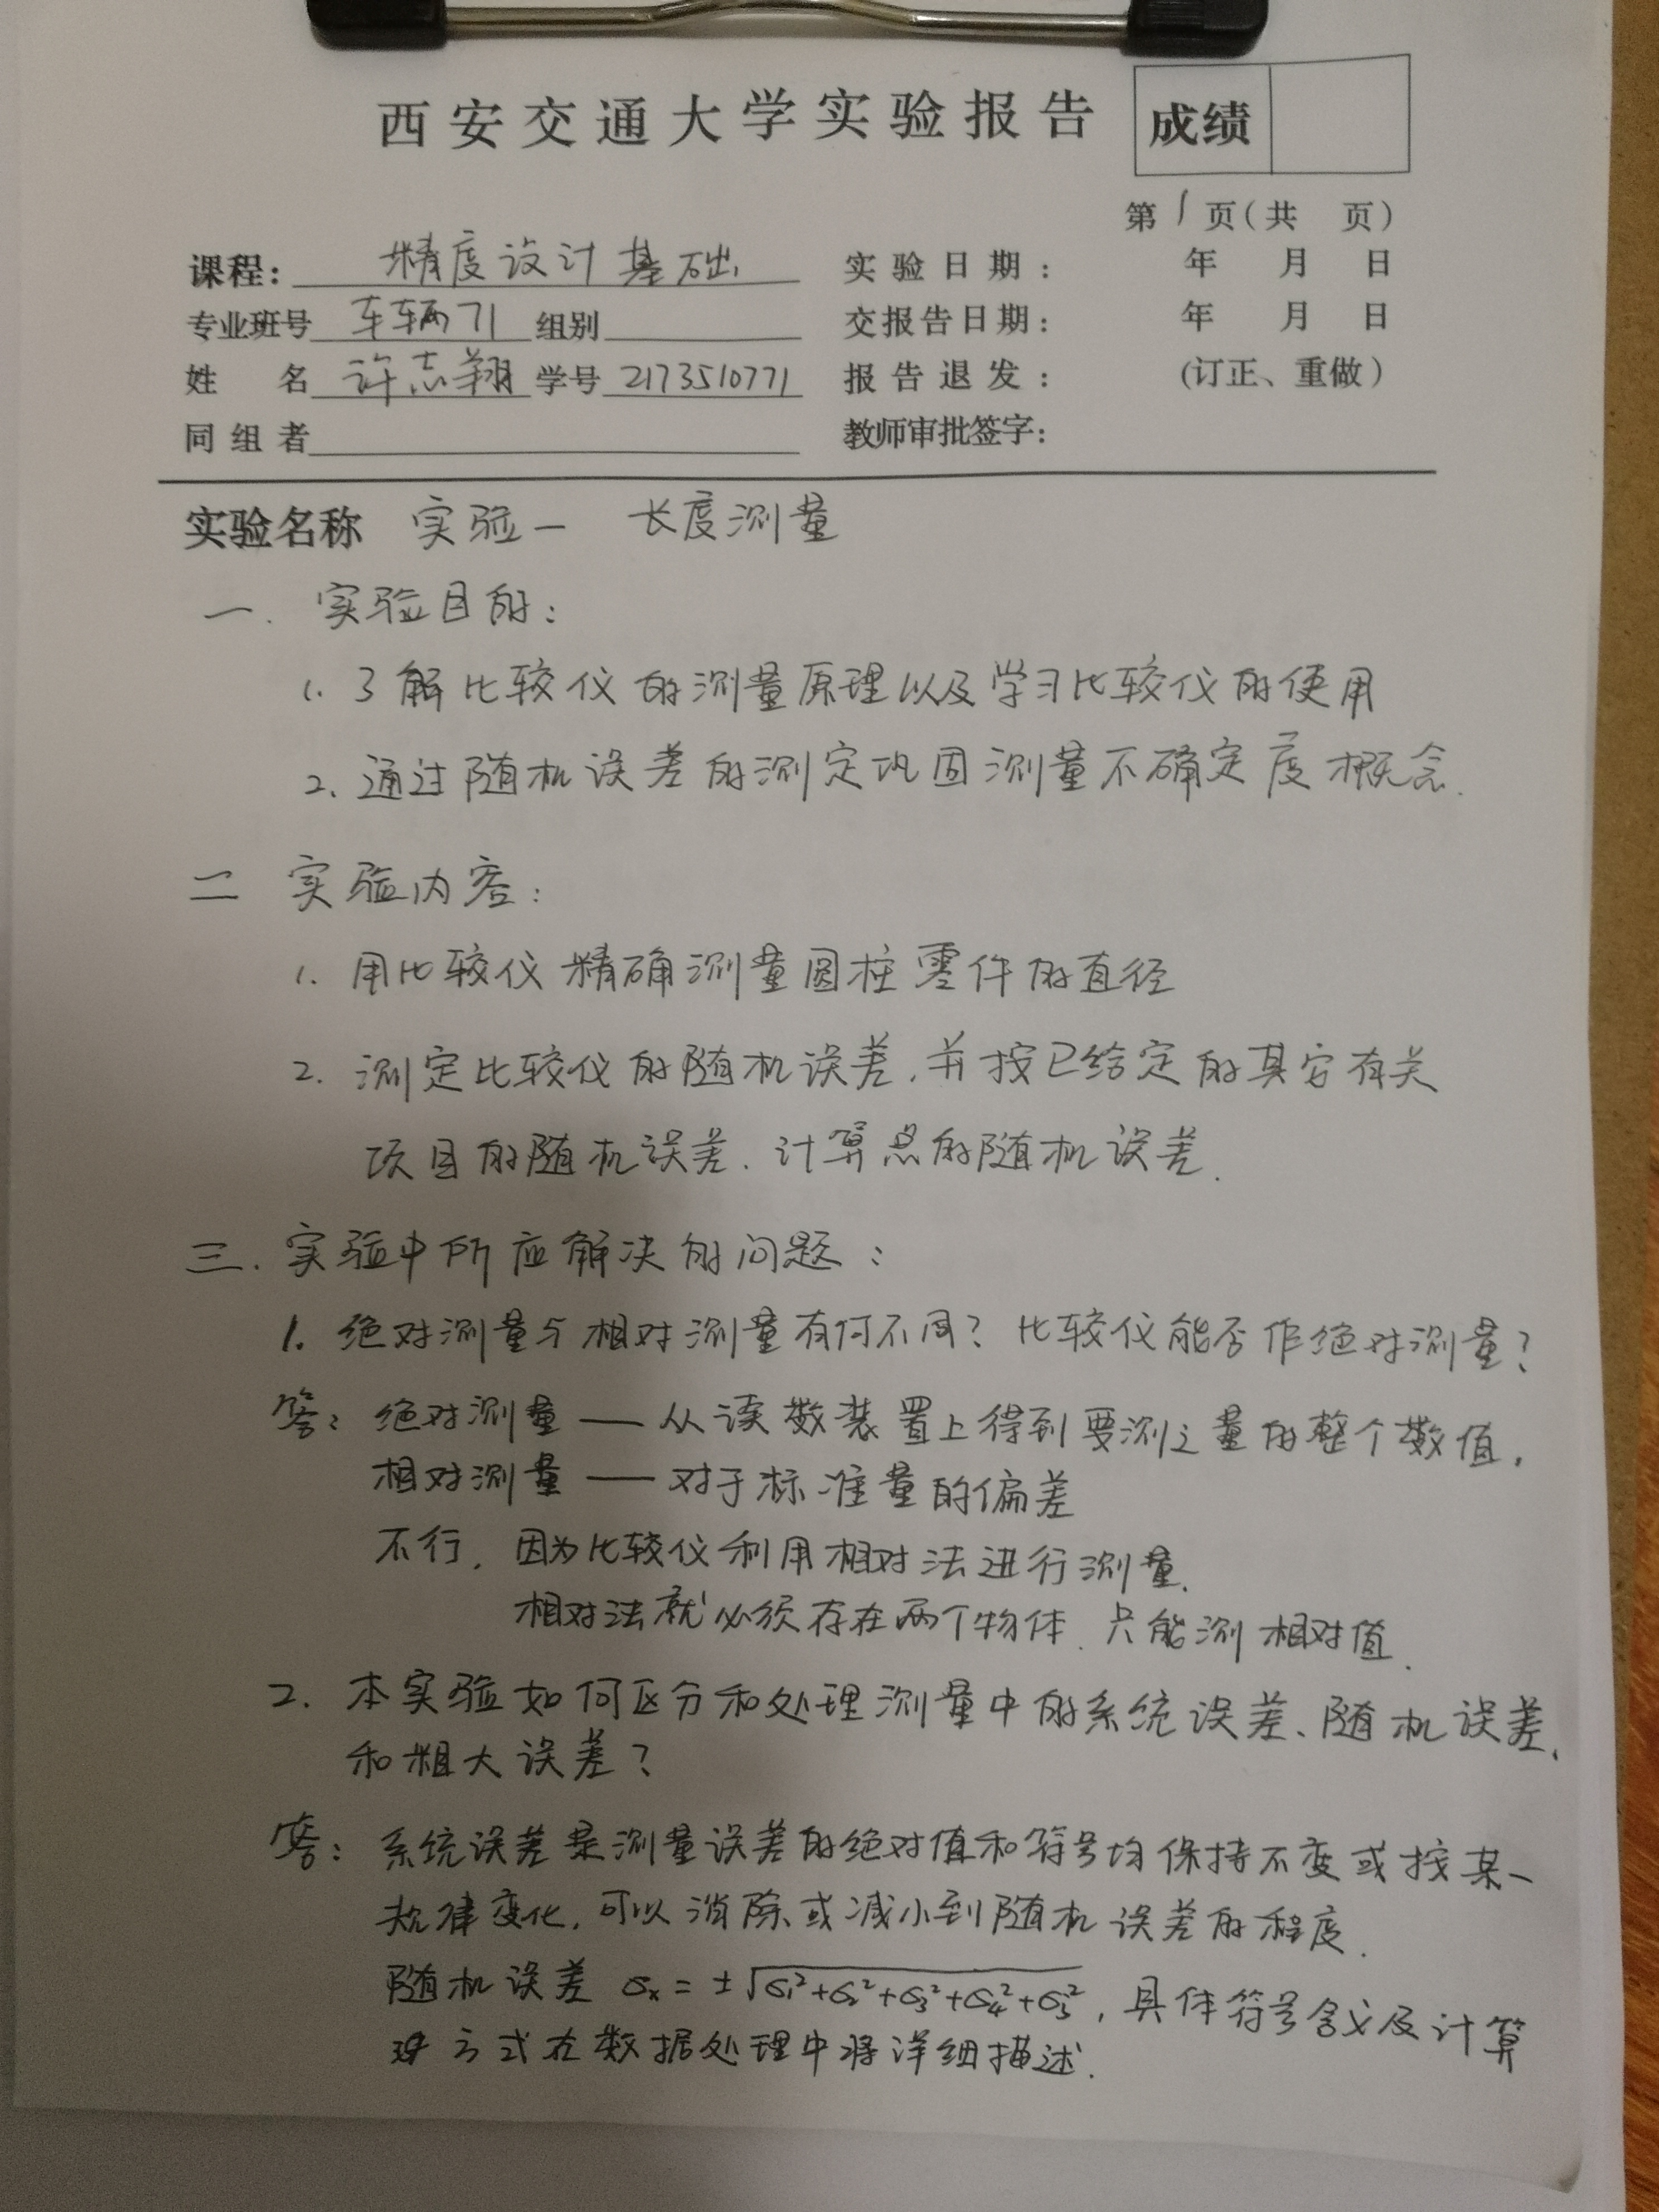 西安交通大学实验报告
成绩
第1页(共 页)
课程: 精度设计基础 实验日期: 年 月 日
专业班号 车辆71 组别 交报告日期: 年 月 日
姓 名 许志翔 学号 2173510771 报告退发: (订正、重做)
同组者 教师审批签字:
实验名称 实验一 长度测量
一. 实验目的:
1. 了解比较仪的测量原理以及学习比较仪的使用
2. 通过随机误差的测定巩固测量不确定度概念.
二 实验内容:
1. 用比较仪精确测量圆柱零件的直径
2. 测定比较仪的随机误差,并按已给定的其它有关
项目的随机误差.计算总的随机误差.
三. 实验中所应解决的问题:
1. 绝对测量与相对测量有何不同? 比较仪能否作绝对测量?
答: 绝对测量——从读数装置上得到要测之量的整个数值.
相对测量——对于标准量的偏差
不行. 因为比较仪利用相对法进行测量.
相对法就必须存在两个物体.只能测相对值.
2. 本实验如何区分和处理测量中的系统误差、随机误差、
和粗大误差?
答: 系统误差是测量误差的绝对值和符号均保持不变或按某一
规律变化,可以消除或减小到随机误差的程度.
随机误差 σx = ±√(σ1²+σ2²+σ3²+σ4²+σ5²), 具体符号含义及计算
方式在数据处理中将详细描述.